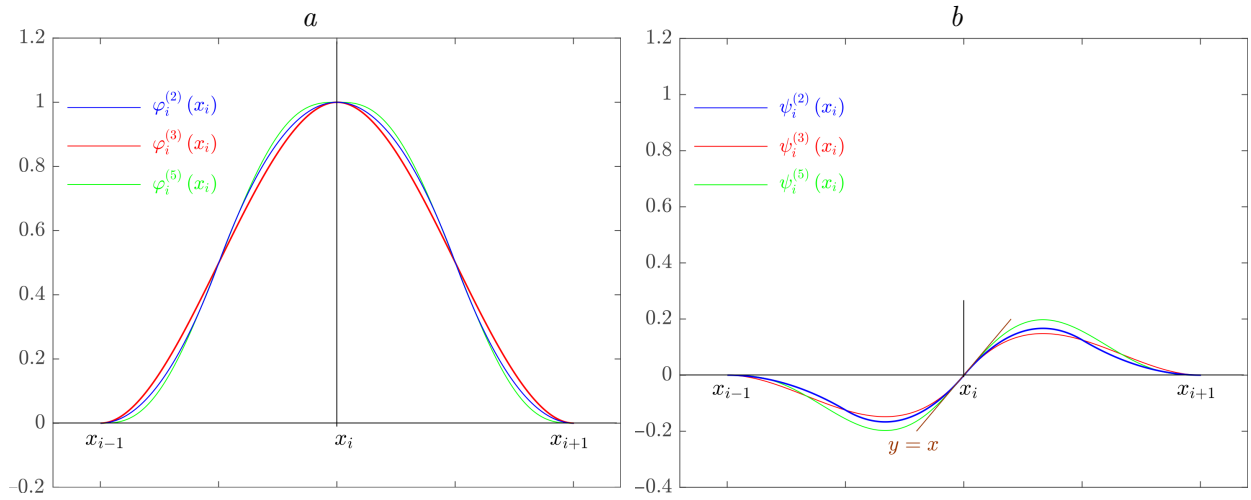 a
1.2
1
0.8
0.6
0.4
0.2
0
−0.2
φ_i^(2) (x_i)
φ_i^(3) (x_i)
φ_i^(5) (x_i)
x_{i−1}
x_i
x_{i+1}
b
1.2
1
0.8
0.6
0.4
0.2
0
−0.2
−0.4
ψ_i^(2) (x_i)
ψ_i^(3) (x_i)
ψ_i^(5) (x_i)
x_{i−1}
x_i
x_{i+1}
y = x